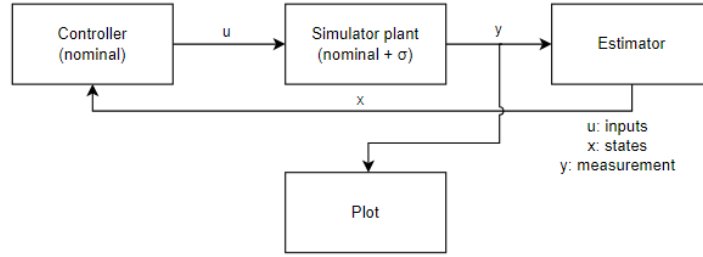 Controller
(nominal)
u
Simulator plant
(nominal + σ)
y
Estimator
x
u: inputs
x: states
y: measurement
Plot